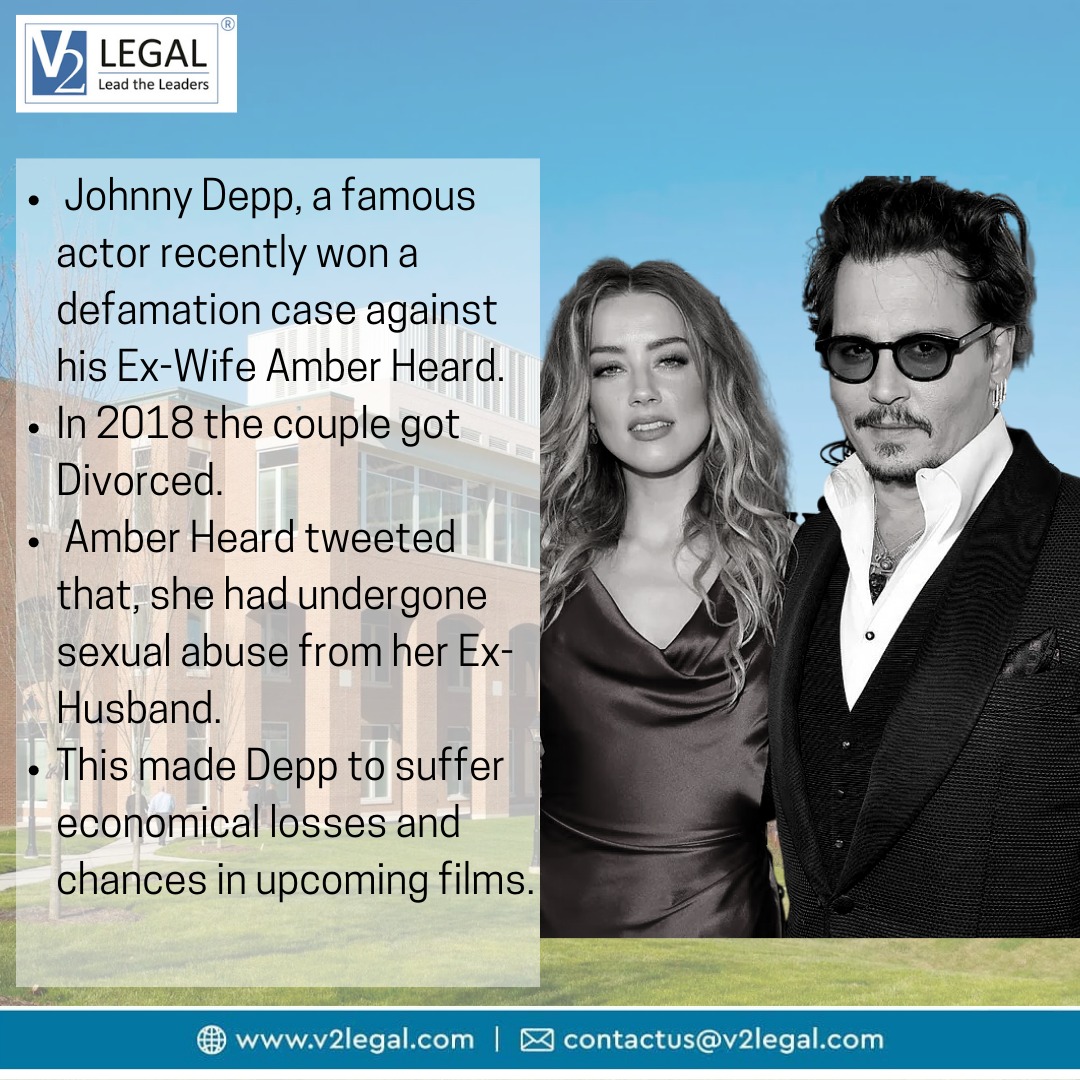 V2 LEGAL ®
Lead the Leaders
• Johnny Depp, a famous
actor recently won a
defamation case against
his Ex-Wife Amber Heard.
• In 2018 the couple got
Divorced.
• Amber Heard tweeted
that, she had undergone
sexual abuse from her Ex-
Husband.
• This made Depp to suffer
economical losses and
chances in upcoming films.
www.v2legal.com | contactus@v2legal.com